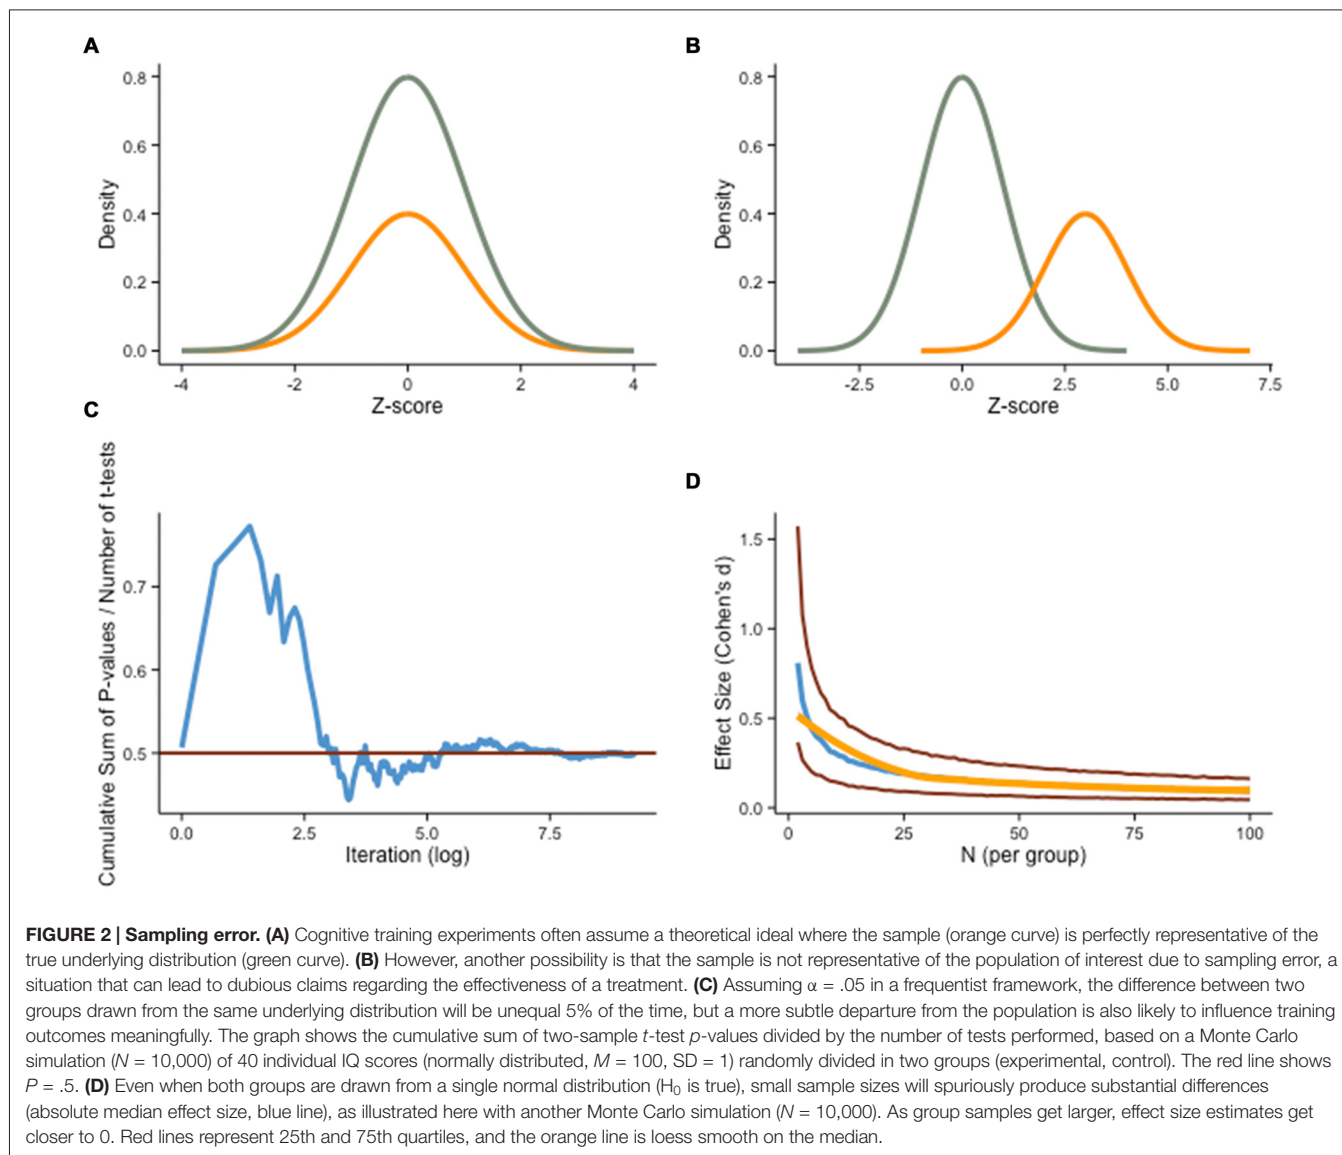 A
B
0.8
0.6
0.4
0.2
0.0
Density
-4
-2
0
2
4
Z-score
0.8
0.6
0.4
0.2
0.0
Density
-2.5
0.0
2.5
5.0
7.5
Z-score
C
Cumulative Sum of P-values / Number of t-tests
0.7
0.6
0.5
0.0
2.5
5.0
7.5
Iteration (log)
D
Effect Size (Cohen's d)
1.5
1.0
0.5
0.0
0
25
50
75
100
N (per group)
FIGURE 2 | Sampling error. (A) Cognitive training experiments often assume a theoretical ideal where the sample (orange curve) is perfectly representative of the
true underlying distribution (green curve). (B) However, another possibility is that the sample is not representative of the population of interest due to sampling error, a
situation that can lead to dubious claims regarding the effectiveness of a treatment. (C) Assuming α = .05 in a frequentist framework, the difference between two
groups drawn from the same underlying distribution will be unequal 5% of the time, but a more subtle departure from the population is also likely to influence training
outcomes meaningfully. The graph shows the cumulative sum of two-sample t-test p-values divided by the number of tests performed, based on a Monte Carlo
simulation (N = 10,000) of 40 individual IQ scores (normally distributed, M = 100, SD = 1) randomly divided in two groups (experimental, control). The red line shows
P = .5. (D) Even when both groups are drawn from a single normal distribution (H₀ is true), small sample sizes will spuriously produce substantial differences
(absolute median effect size, blue line), as illustrated here with another Monte Carlo simulation (N = 10,000). As group samples get larger, effect size estimates get
closer to 0. Red lines represent 25th and 75th quartiles, and the orange line is loess smooth on the median.